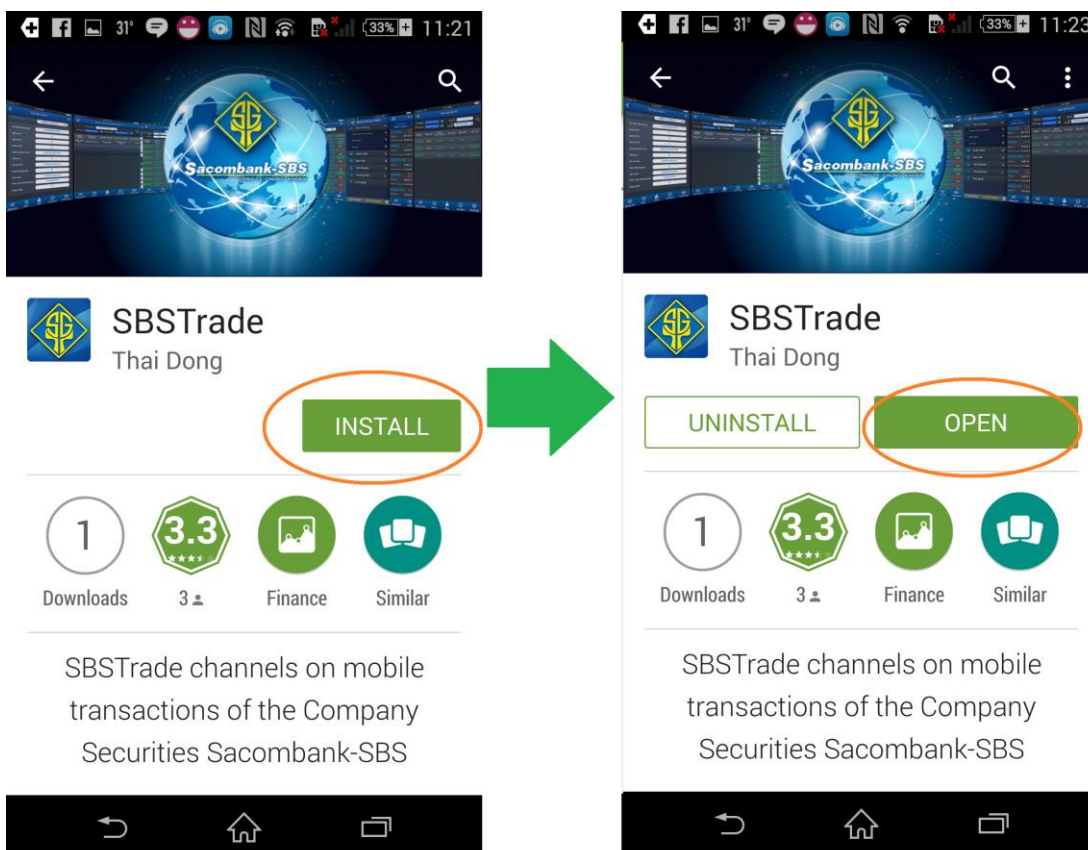 31° 33% 11:21
SGP
Sacombank-SBS
SBSTrade
Thai Dong
INSTALL
1
3.3
Downloads
3
Finance
Similar
SBSTrade channels on mobile
transactions of the Company
Securities Sacombank-SBS
31° 33% 11:23
Sacombank-SBS
SBSTrade
Thai Dong
UNINSTALL
OPEN
1
3.3
Downloads
3
Finance
Similar
SBSTrade channels on mobile
transactions of the Company
Securities Sacombank-SBS